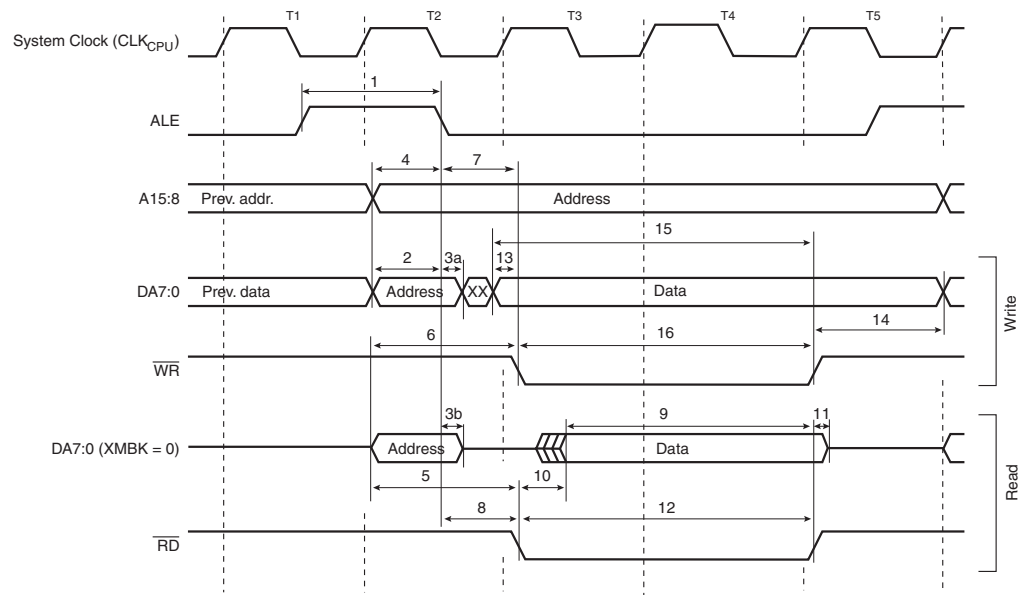 T1 T2 T3 T4 T5
System Clock (CLKCPU)
1
ALE
4 7
A15:8 Prev. addr. Address
15
2 3a 13
DA7:0 Prev. data Address XX Data
14
6 16
WR
Write
3b 9 11
DA7:0 (XMBK = 0) Address Data
5 10
8 12
RD
Read